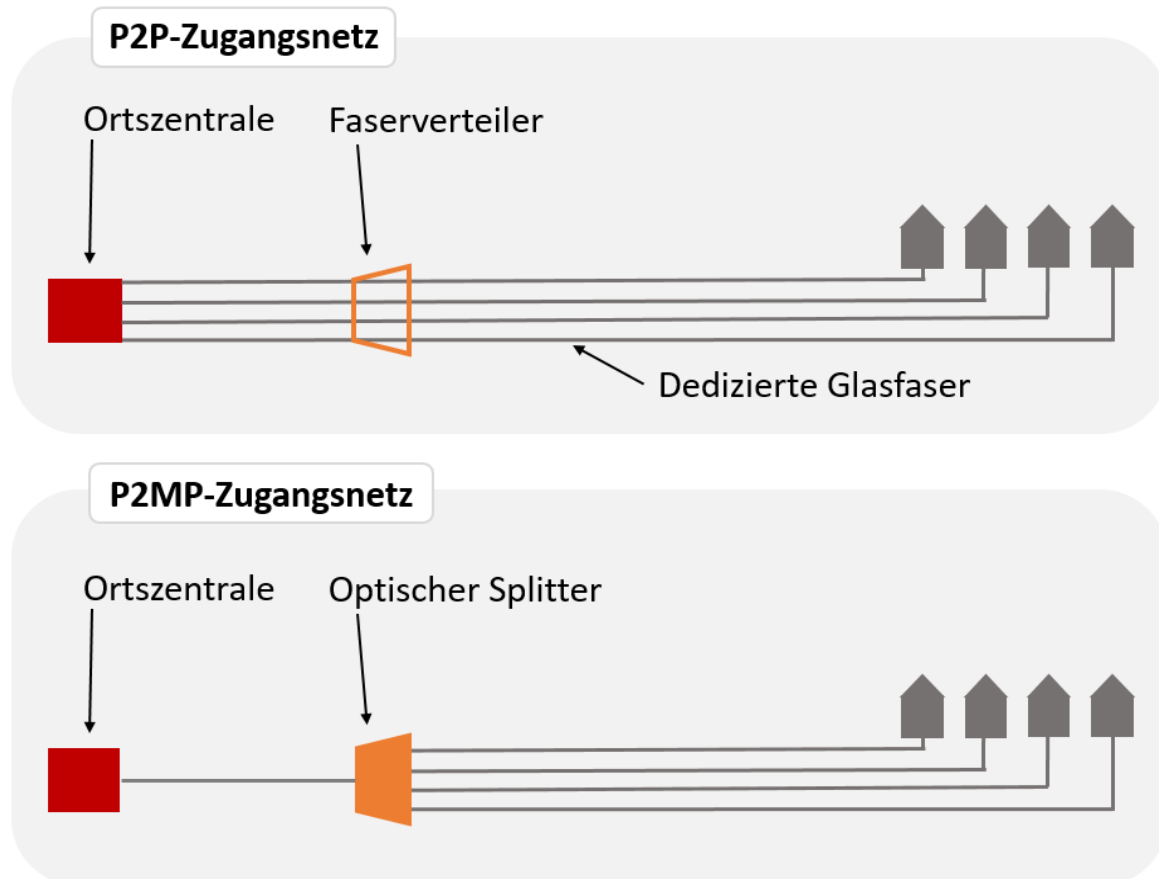 P2P-Zugangsnetz
Ortszentrale
Faserverteiler
Dedizierte Glasfaser
P2MP-Zugangsnetz
Ortszentrale
Optischer Splitter